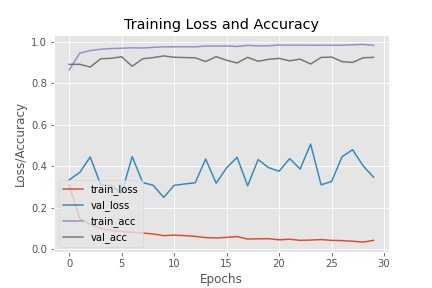 Training Loss and Accuracy
1.0
0.8
0.6
0.4
0.2
0.0
Loss/Accuracy
train_loss
val_loss
train_acc
val_acc
0 5 10 15 20 25 30
Epochs